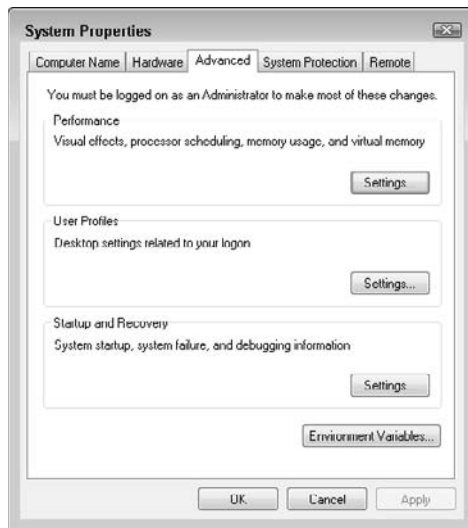 System Properties
Computer Name Hardware Advanced System Protection Remote
You must be logged on as an Administrator to make most of these changes.
Performance
Visual effects, processor scheduling, memory usage, and virtual memory
Settings...
User Profiles
Desktop settings related to your logon
Settings...
Startup and Recovery
System startup, system failure, and debugging information
Settings...
Environment Variables...
OK Cancel Apply